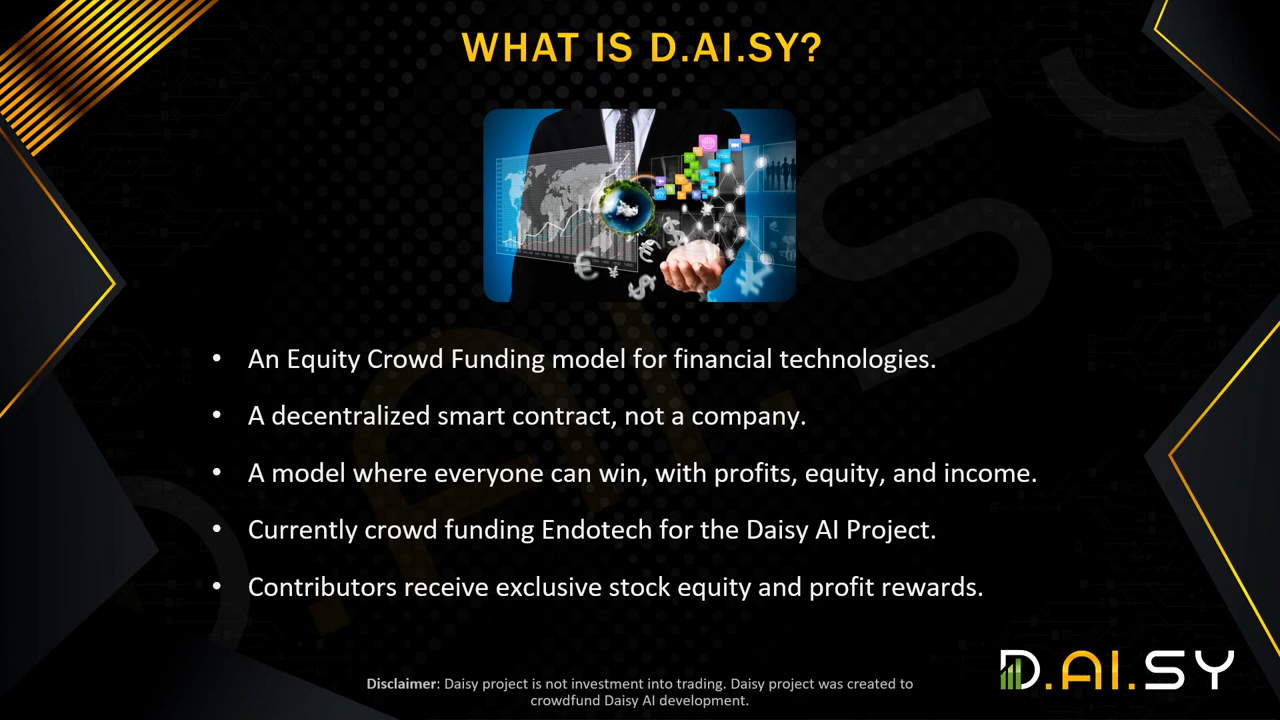 WHAT IS D.AI.SY?
• An Equity Crowd Funding model for financial technologies.
• A decentralized smart contract, not a company.
• A model where everyone can win, with profits, equity, and income.
• Currently crowd funding Endotech for the Daisy AI Project.
• Contributors receive exclusive stock equity and profit rewards.
D.AI.SY
Disclaimer: Daisy project is not investment into trading. Daisy project was created to
crowdfund Daisy AI development.